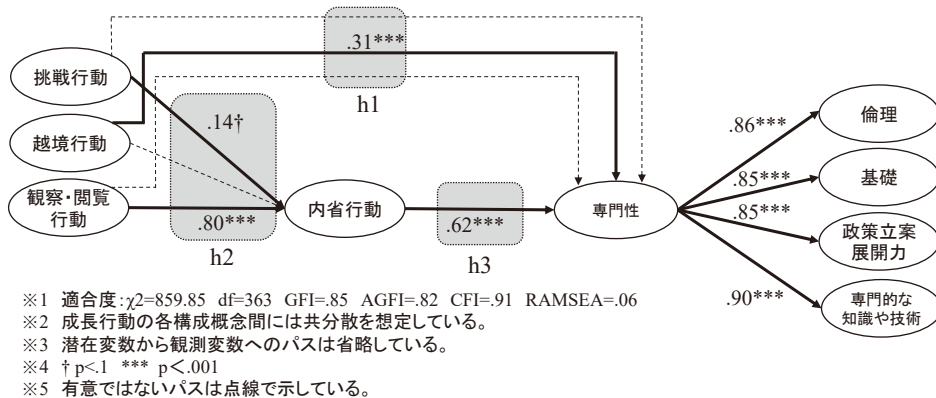 .31***
h1
挑戦行動
.14†
越境行動
観察・閲覧
行動
.80***
h2
内省行動
.62***
h3
専門性
.86***
倫理
.85***
基礎
.85***
政策立案
展開力
.90***
専門的な
知識や技術
※1 適合度:χ2=859.85 df=363 GFI=.85 AGFI=.82 CFI=.91 RAMSEA=.06
※2 成長行動の各構成概念間には共分散を想定している。
※3 潜在変数から観測変数へのパスは省略している。
※4 † p<.1 *** p<.001
※5 有意ではないパスは点線で示している。